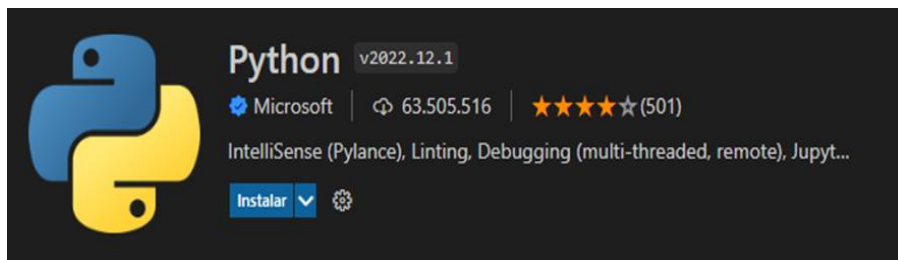 Python v2022.12.1
Microsoft 63.505.516 (501)
IntelliSense (Pylance), Linting, Debugging (multi-threaded, remote), Jupyt...
Instalar